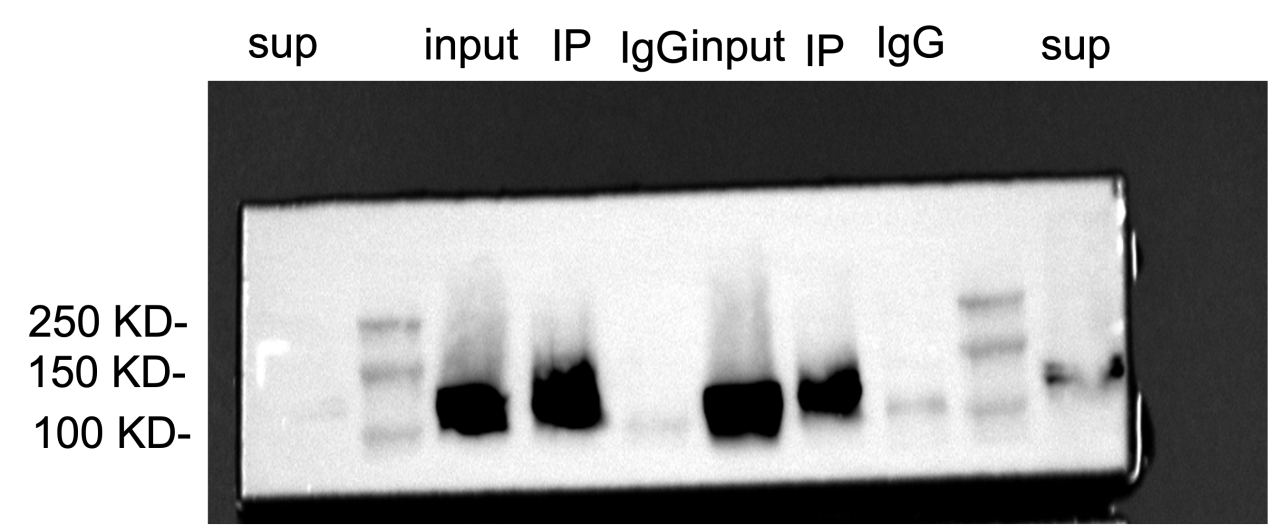 sup input IP IgGinput IP IgG sup
250 KD-
150 KD-
100 KD-